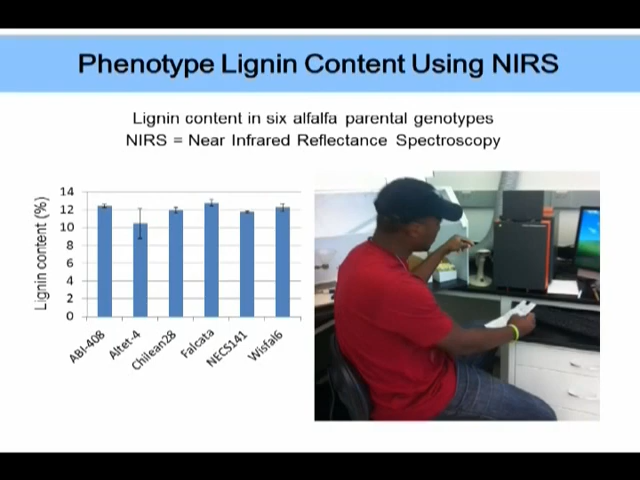 Phenotype Lignin Content Using NIRS
Lignin content in six alfalfa parental genotypes
NIRS = Near Infrared Reflectance Spectroscopy
Lignin content (%)
14
12
10
8
6
4
2
0
ABI-408
Altet-4
Chilean28
Falcata
NECS141
Wisfal6